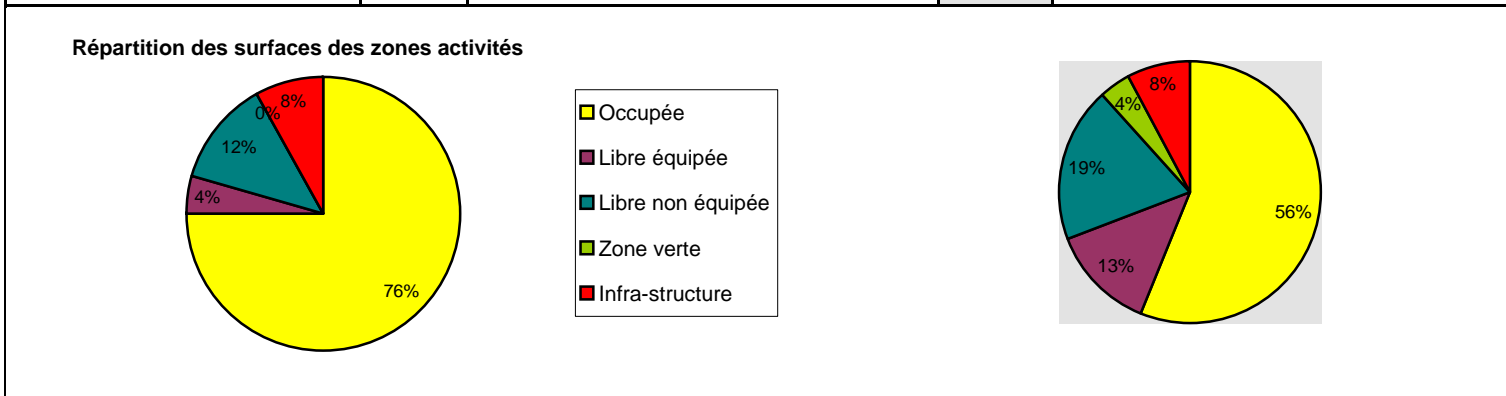 Répartition des surfaces des zones activités
8%
0%
12%
4%
76%
Occupée
Libre équipée
Libre non équipée
Zone verte
Infra-structure
8%
4%
19%
56%
13%